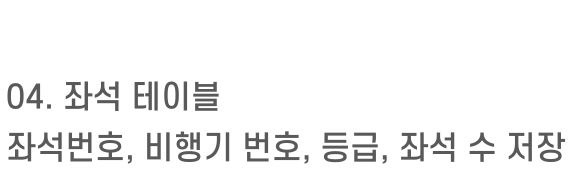 04. 좌석 테이블
좌석번호, 비행기 번호, 등급, 좌석 수 저장